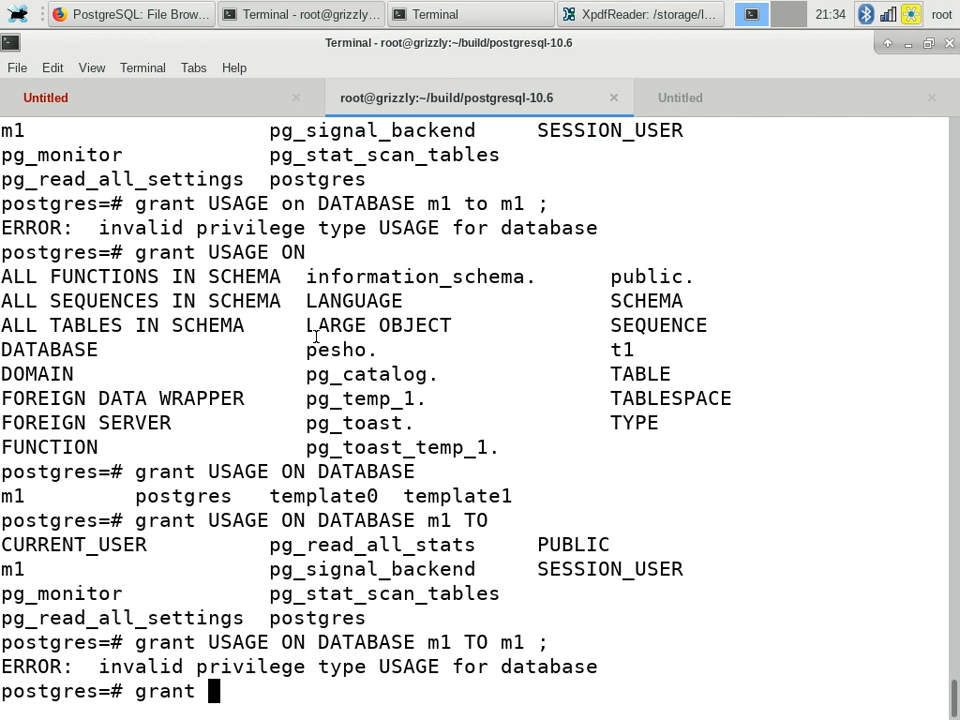 PostgreSQL: File Brow... Terminal - root@grizzly:... Terminal XpdfReader: /storage/l... 21:34 root
Terminal - root@grizzly:~/build/postgresql-10.6
File Edit View Terminal Tabs Help
Untitled root@grizzly:~/build/postgresql-10.6 Untitled
m1 pg_signal_backend SESSION_USER
pg_monitor pg_stat_scan_tables
pg_read_all_settings postgres
postgres=# grant USAGE on DATABASE m1 to m1 ;
ERROR: invalid privilege type USAGE for database
postgres=# grant USAGE ON
ALL FUNCTIONS IN SCHEMA information_schema. public.
ALL SEQUENCES IN SCHEMA LANGUAGE SCHEMA
ALL TABLES IN SCHEMA LARGE OBJECT SEQUENCE
DATABASE pesho. t1
DOMAIN pg_catalog. TABLE
FOREIGN DATA WRAPPER pg_temp_1. TABLESPACE
FOREIGN SERVER pg_toast. TYPE
FUNCTION pg_toast_temp_1.
postgres=# grant USAGE ON DATABASE
m1 postgres template0 template1
postgres=# grant USAGE ON DATABASE m1 TO
CURRENT_USER pg_read_all_stats PUBLIC
m1 pg_signal_backend SESSION_USER
pg_monitor pg_stat_scan_tables
pg_read_all_settings postgres
postgres=# grant USAGE ON DATABASE m1 TO m1 ;
ERROR: invalid privilege type USAGE for database
postgres=# grant